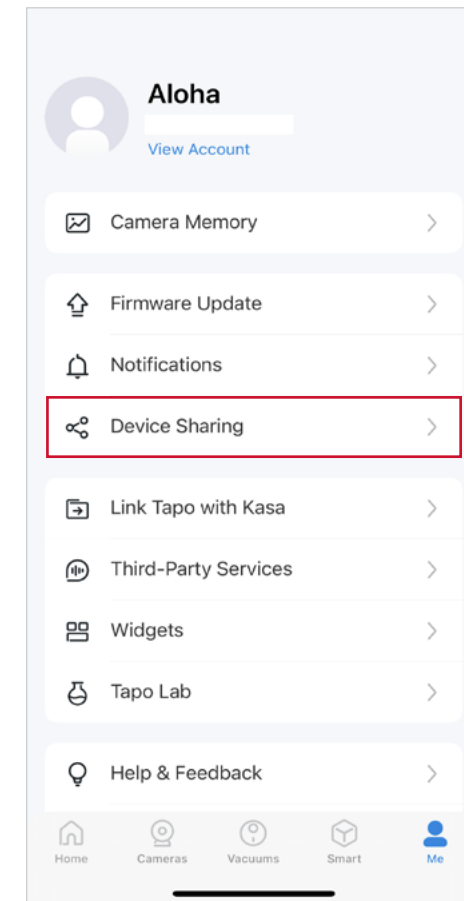 Aloha
View Account
Camera Memory
Firmware Update
Notifications
Device Sharing
Link Tapo with Kasa
Third-Party Services
Widgets
Tapo Lab
Help & Feedback
Home Cameras Vacuums Smart Me